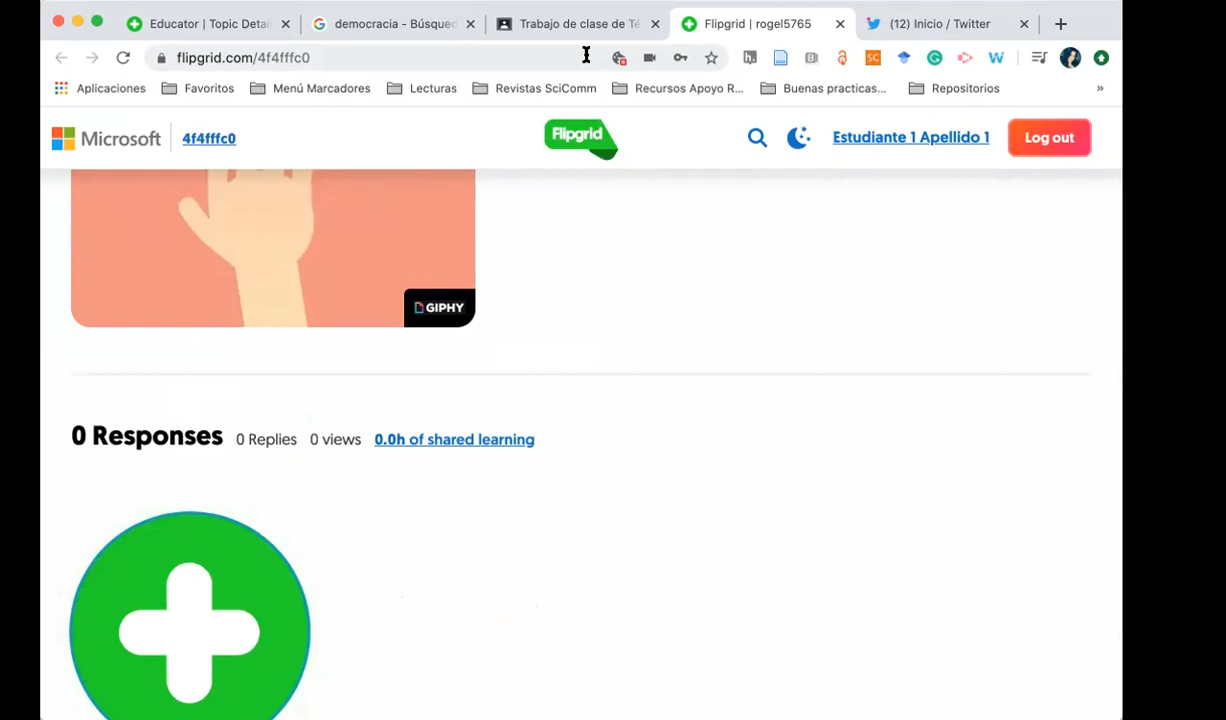 Educator | Topic Detai
democracia - Búsqued
Trabajo de clase de Té
Flipgrid | rogel5765
(12) Inicio / Twitter
flipgrid.com/4f4fffc0
Aplicaciones Favoritos Menú Marcadores Lecturas Revistas SciComm Recursos Apoyo R... Buenas practicas... Repositorios »
Microsoft 4f4fffc0 Flipgrid Estudiante 1 Apellido 1 Log out
GIPHY
0 Responses 0 Replies 0 views 0.0h of shared learning